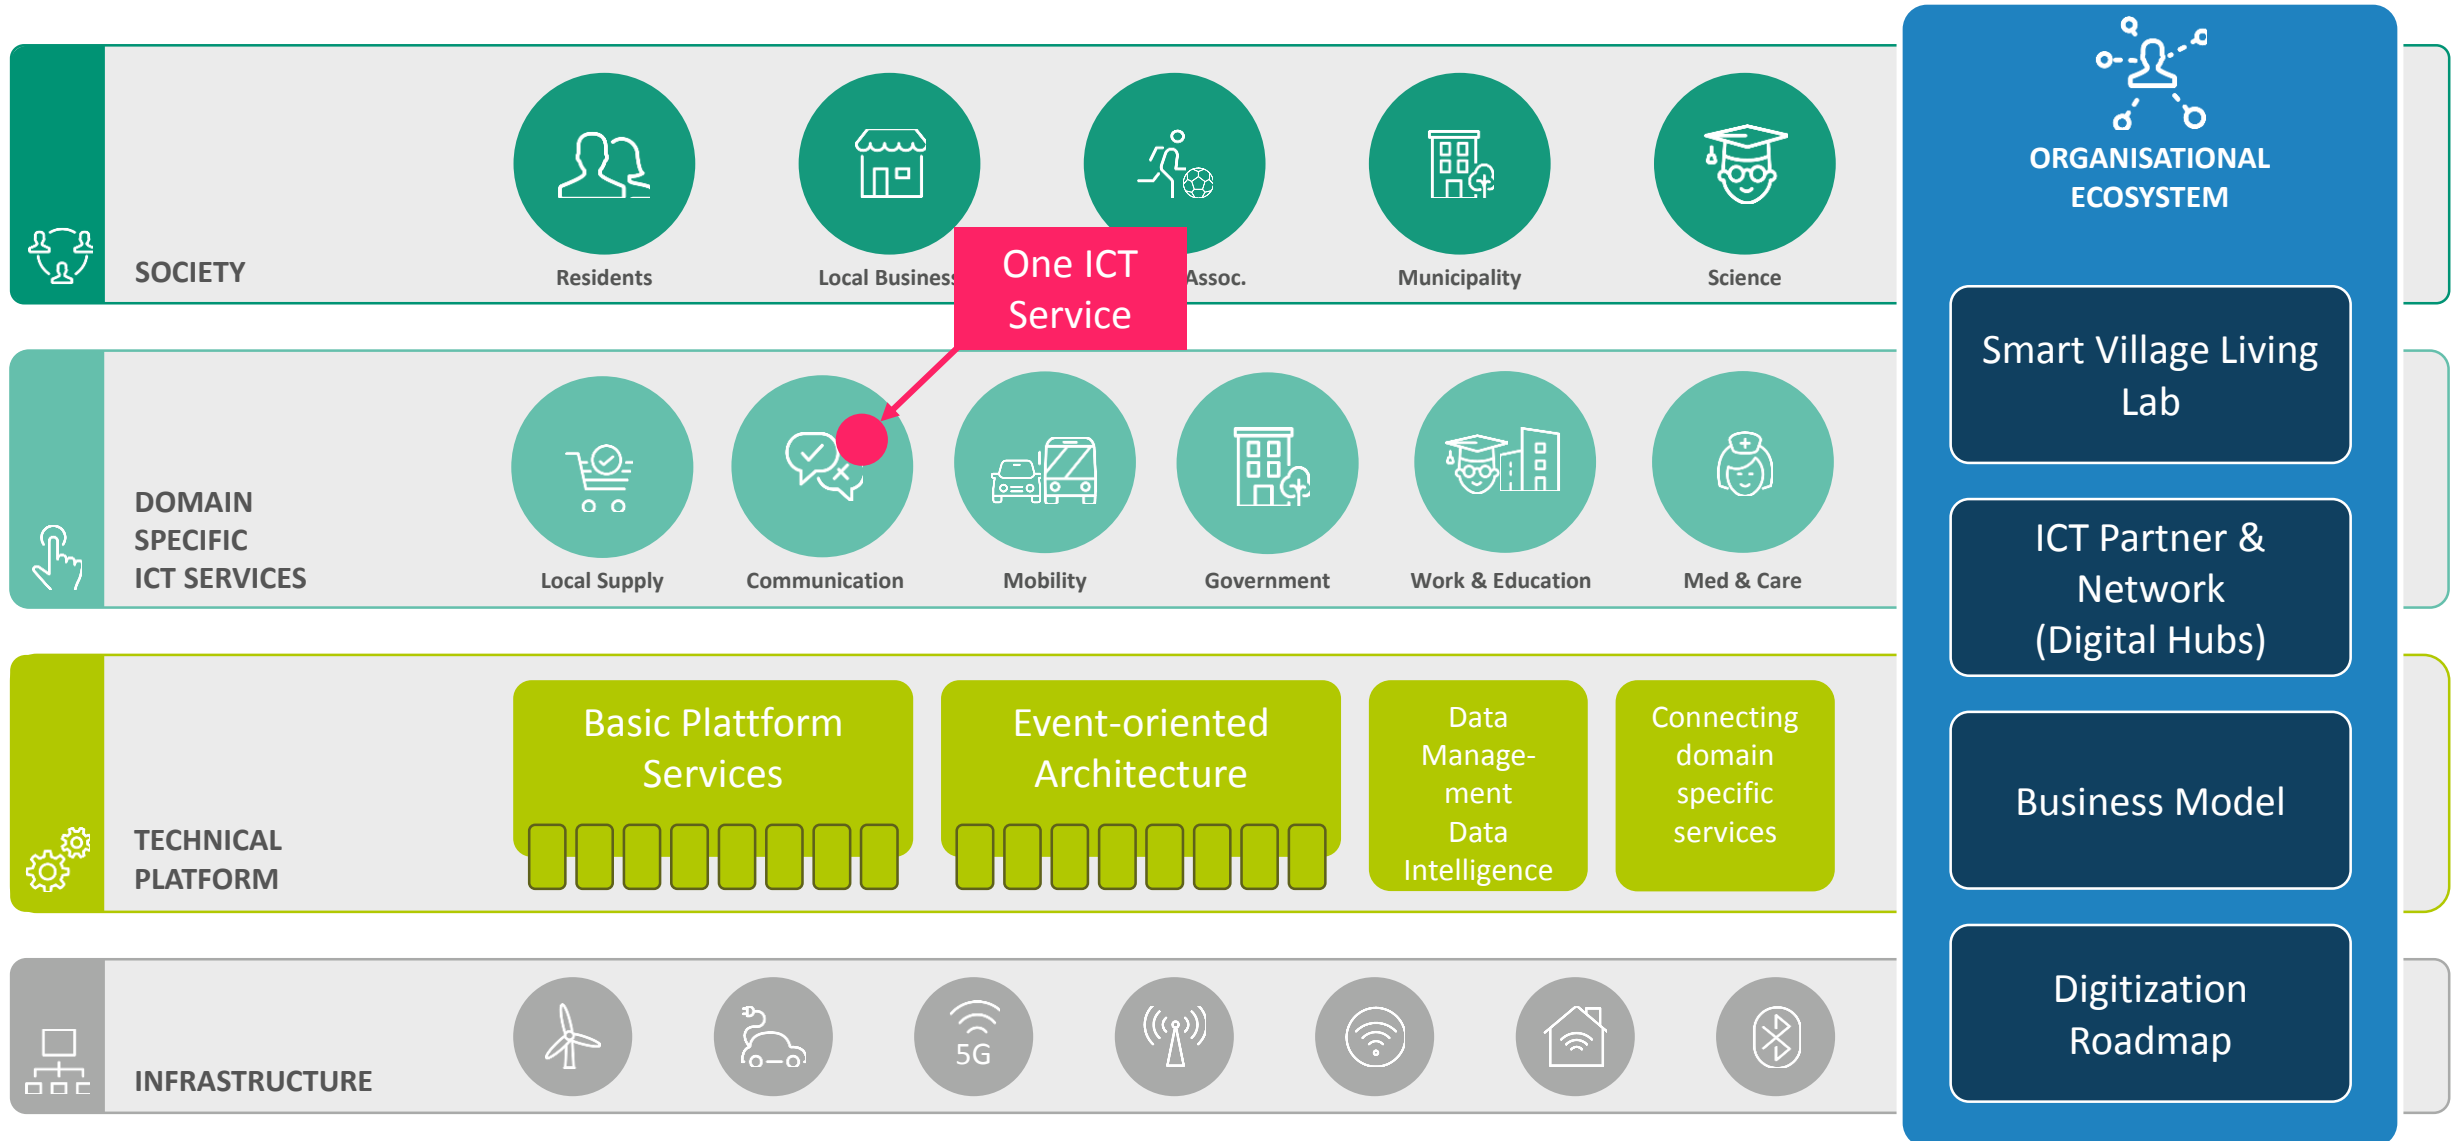 SOCIETY
Residents
Local Business
Assoc.
Municipality
Science
One ICT
Service
DOMAIN
SPECIFIC
ICT SERVICES
Local Supply
Communication
Mobility
Government
Work & Education
Med & Care
TECHNICAL
PLATFORM
Basic Plattform
Services
Event-oriented
Architecture
Data
Manage-
ment
Data
Intelligence
Connecting
domain
specific
services
INFRASTRUCTURE
5G
ORGANISATIONAL
ECOSYSTEM
Smart Village Living
Lab
ICT Partner &
Network
(Digital Hubs)
Business Model
Digitization
Roadmap